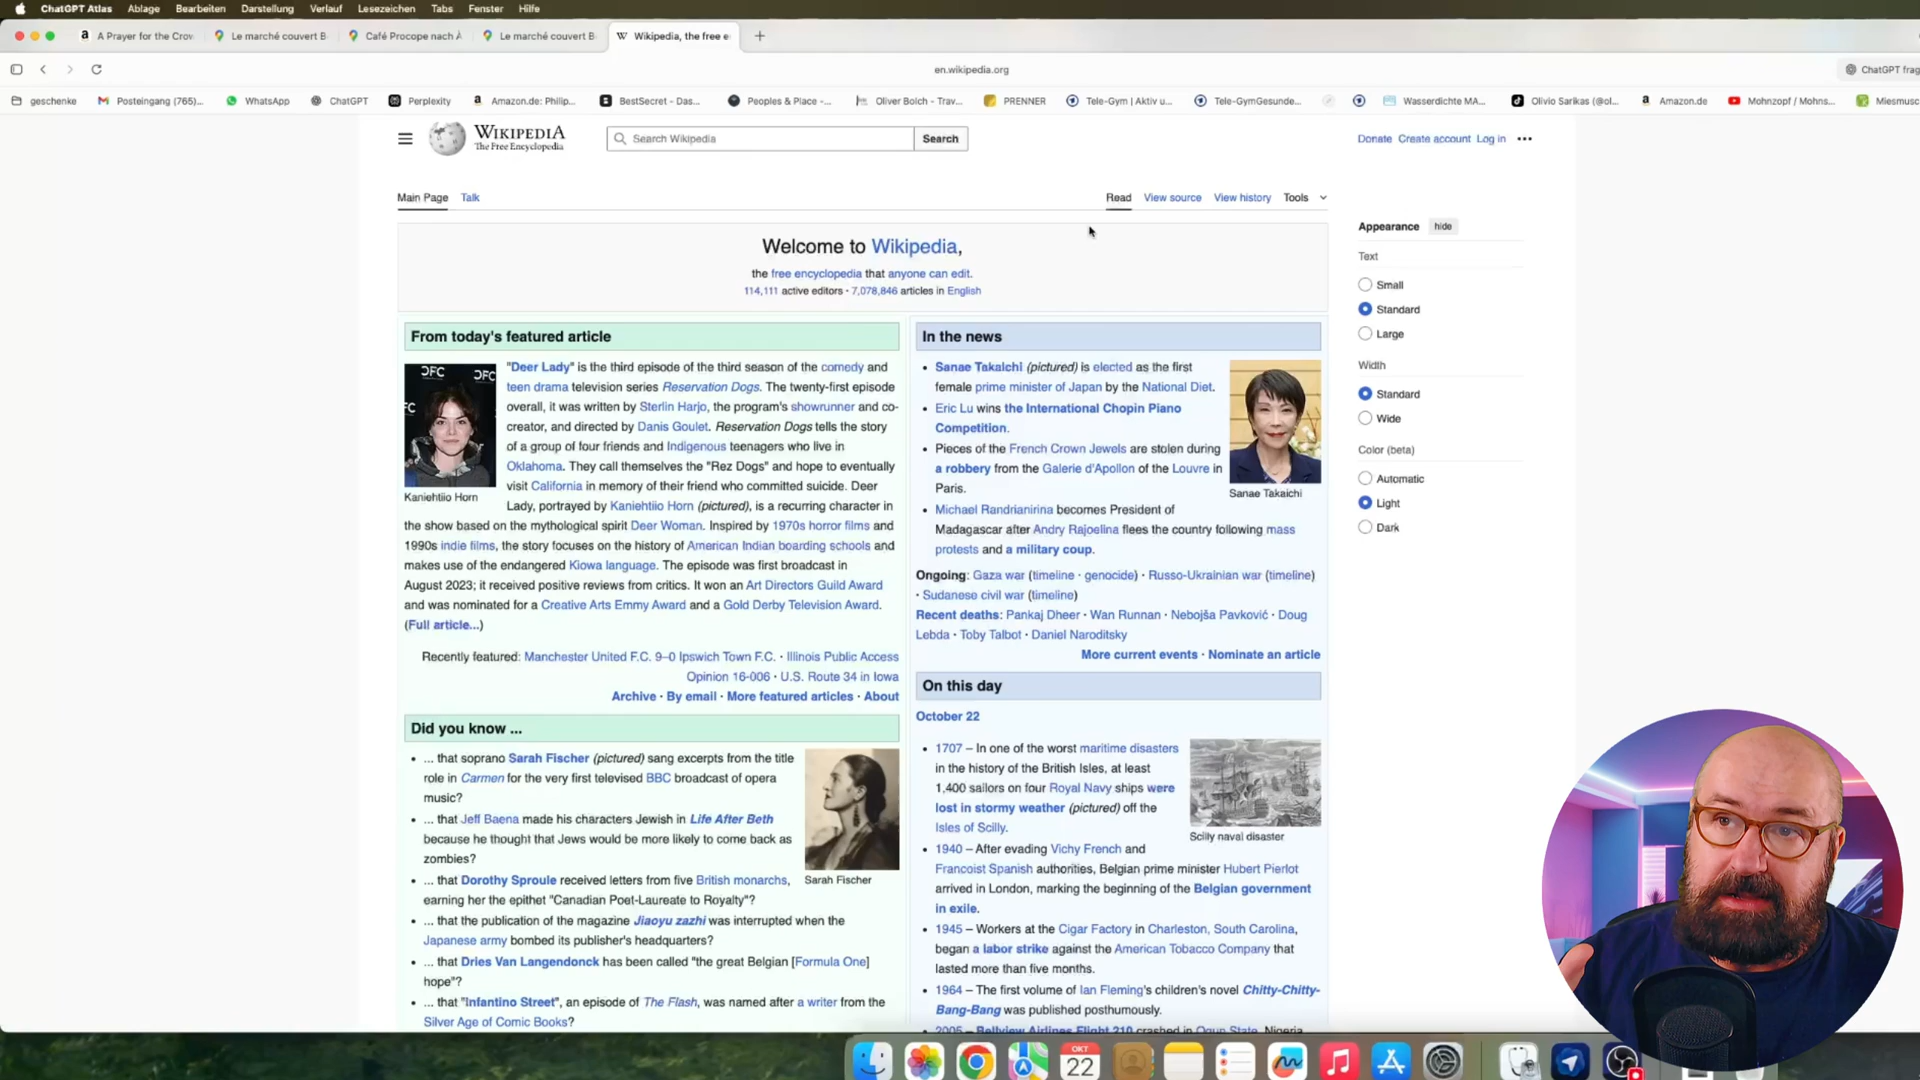 ChatGPT Atlas Ablage Bearbeiten Darstellung Verlauf Lesezeichen Tabs Fenster Hilfe
A Prayer for the Crow Le marché couvert B Café Procope nach A Le marché couvert B Wikipedia, the free e
en.wikipedia.org
ChatGPT frag
geschenke Posteingang (765)... WhatsApp ChatGPT Perplexity Amazon.de: Philip... BestSecret - Das... Peoples & Place -... Oliver Bolch - Trav... PRENNER Tele-Gym | Aktiv u... Tele-GymGesunde... Wasserdichte MA... Olivio Sarikas (@ol... Amazon.de Mohnzopf / Mohns... Miesmusc
WIKIPEDIA
The Free Encyclopedia
Search Wikipedia Search
Donate Create account Log in
Main Page Talk
Read View source View history Tools
Welcome to Wikipedia,
the free encyclopedia that anyone can edit.
114,111 active editors · 7,078,846 articles in English
From today's featured article
DFC
"Deer Lady" is the third episode of the third season of the comedy and
teen drama television series Reservation Dogs. The twenty-first episode
overall, it was written by Sterlin Harjo, the program's showrunner and co-
creator, and directed by Danis Goulet. Reservation Dogs tells the story
of a group of four friends and Indigenous teenagers who live in
Oklahoma. They call themselves the "Rez Dogs" and hope to eventually
visit California in memory of their friend who committed suicide. Deer
Lady, portrayed by Kaniehtiio Horn (pictured), is a recurring character in
the show based on the mythological spirit Deer Woman. Inspired by 1970s horror films and
1990s indie films, the story focuses on the history of American Indian boarding schools and
makes use of the endangered Kiowa language. The episode was first broadcast in
August 2023; it received positive reviews from critics. It won an Art Directors Guild Award
and was nominated for a Creative Arts Emmy Award and a Gold Derby Television Award.
(Full article...)
Kaniehtiio Horn
Recently featured: Manchester United F.C. 9–0 Ipswich Town F.C. · Illinois Public Access
Opinion 16-006 · U.S. Route 34 in Iowa
Archive · By email · More featured articles · About
Did you know ...
... that soprano Sarah Fischer (pictured) sang excerpts from the title
role in Carmen for the very first televised BBC broadcast of opera
music?
... that Jeff Baena made his characters Jewish in Life After Beth
because he thought that Jews would be more likely to come back as
zombies?
... that Dorothy Sproule received letters from five British monarchs,
earning her the epithet "Canadian Poet-Laureate to Royalty"?
... that the publication of the magazine Jiaoyu zazhi was interrupted when the
Japanese army bombed its publisher's headquarters?
... that Dries Van Langendonck has been called "the great Belgian [Formula One]
hope"?
... that "Infantino Street", an episode of The Flash, was named after a writer from the
Silver Age of Comic Books?
Sarah Fischer
In the news
Sanae Takaichi (pictured) is elected as the first
female prime minister of Japan by the National Diet.
Eric Lu wins the International Chopin Piano
Competition.
Pieces of the French Crown Jewels are stolen during
a robbery from the Galerie d'Apollon of the Louvre in
Paris.
Michael Randrianirina becomes President of
Madagascar after Andry Rajoelina flees the country following mass
protests and a military coup.
Sanae Takaichi
Ongoing: Gaza war (timeline · genocide) · Russo-Ukrainian war (timeline)
· Sudanese civil war (timeline)
Recent deaths: Pankaj Dheer · Wan Runnan · Nebojša Pavković · Doug
Lebda · Toby Talbot · Daniel Naroditsky
More current events · Nominate an article
On this day
October 22
1707 – In one of the worst maritime disasters
in the history of the British Isles, at least
1,400 sailors on four Royal Navy ships were
lost in stormy weather (pictured) off the
Isles of Scilly.
Scilly naval disaster
1940 – After evading Vichy French and
Francoist Spanish authorities, Belgian prime minister Hubert Pierlot
arrived in London, marking the beginning of the Belgian government
in exile.
1945 – Workers at the Cigar Factory in Charleston, South Carolina,
began a labor strike against the American Tobacco Company that
lasted more than five months.
1964 – The first volume of Ian Fleming's children's novel Chitty-Chitty-
Bang-Bang was published posthumously.
2005 – Bellview Airlines Flight 210 crashed in Ogun State, Nigeria
Appearance hide
Text
Small
Standard
Large
Width
Standard
Wide
Color (beta)
Automatic
Light
Dark
OKT
22